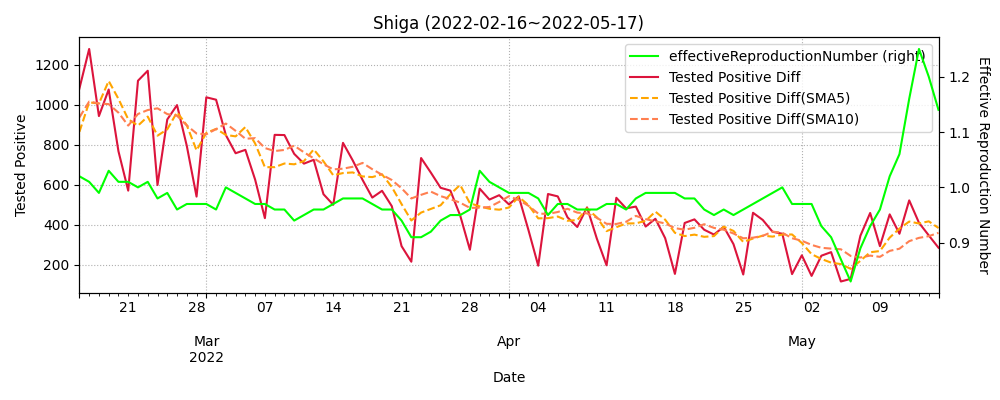 Shiga (2022-02-16~2022-05-17)
effectiveReproductionNumber (right)
Tested Positive Diff
Tested Positive Diff(SMA5)
Tested Positive Diff(SMA10)
Tested Positive
1200
1000
800
600
400
200
1.2
1.1
1.0
0.9
Effective Reproduction Number
21 28 07 14 21 28 04 11 18 25 02 09
Mar Apr May
2022
Date